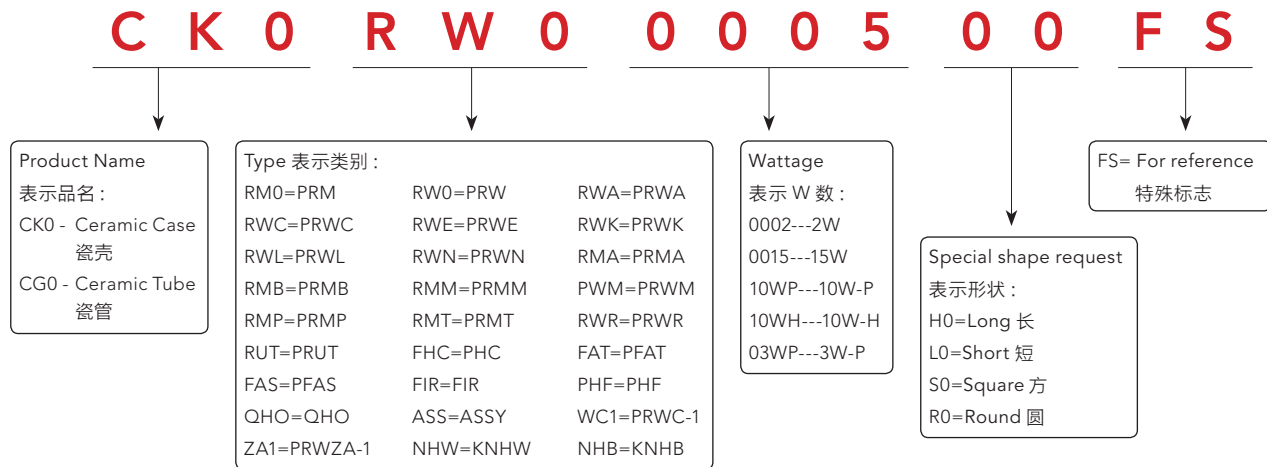 C K 0 R W 0 0 0 0 5 0 0 F S
Product Name
表示品名 :
CK0 - Ceramic Case
瓷壳
CG0 - Ceramic Tube
瓷管
Type 表示类别 :
RM0=PRM RW0=PRW RWA=PRWA
RWC=PRWC RWE=PRWE RWK=PRWK
RWL=PRWL RWN=PRWN RMA=PRMA
RMB=PRMB RMM=PRMM PWM=PRWM
RMP=PRMP RMT=PRMT RWR=PRWR
RUT=PRUT FHC=PHC FAT=PFAT
FAS=PFAS FIR=FIR PHF=PHF
QHO=QHO ASS=ASSY WC1=PRWC-1
ZA1=PRWZA-1 NHW=KNHW NHB=KNHB
Wattage
表示 W 数 :
0002---2W
0015---15W
10WP---10W-P
10WH---10W-H
03WP---3W-P
Special shape request
表示形状 :
H0=Long 长
L0=Short 短
S0=Square 方
R0=Round 圆
FS= For reference
特殊标志